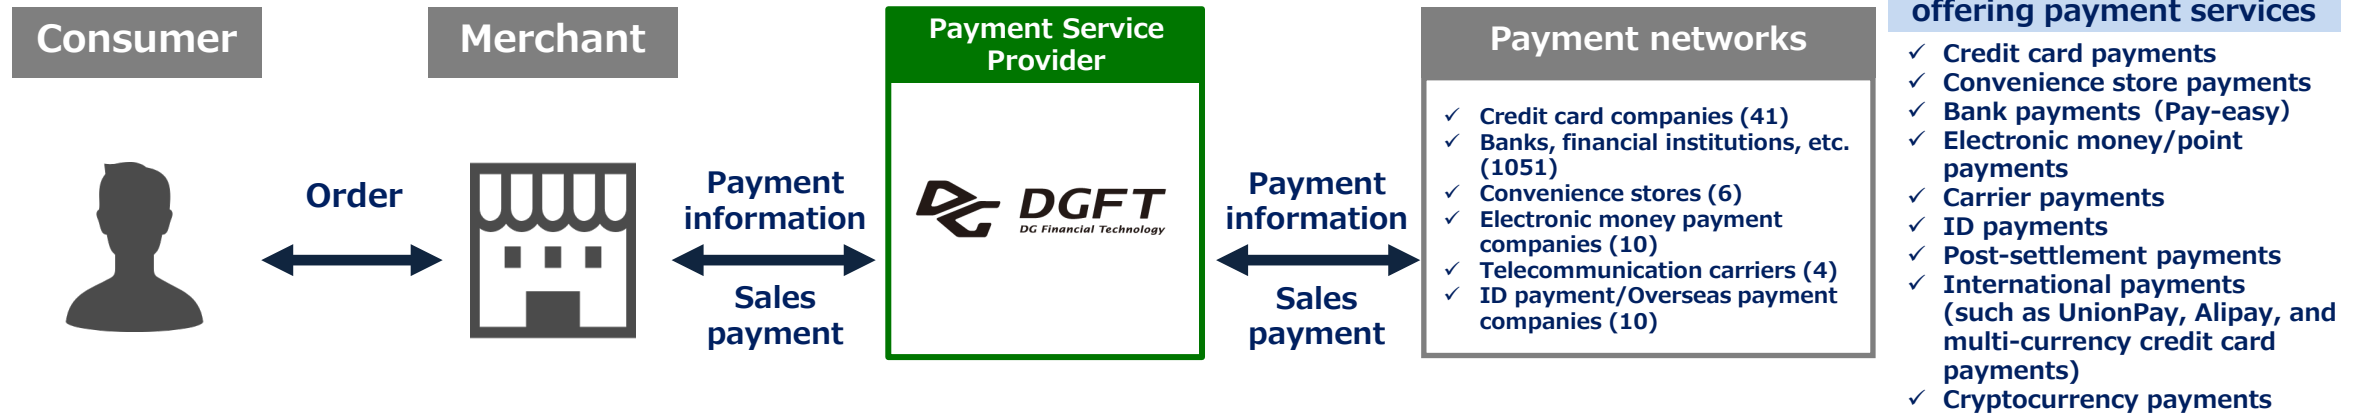 Consumer
Order
Merchant
Payment
information
Sales
payment
Payment Service
Provider
DGFT
DG Financial Technology
Payment
information
Sales
payment
Payment networks
✓ Credit card companies (41)
✓ Banks, financial institutions, etc.
(1051)
✓ Convenience stores (6)
✓ Electronic money payment
companies (10)
✓ Telecommunication carriers (4)
✓ ID payment/Overseas payment
companies (10)
offering payment services
✓ Credit card payments
✓ Convenience store payments
✓ Bank payments（Pay-easy）
✓ Electronic money/point
payments
✓ Carrier payments
✓ ID payments
✓ Post-settlement payments
✓ International payments
(such as UnionPay, Alipay, and
multi-currency credit card
payments)
✓ Cryptocurrency payments